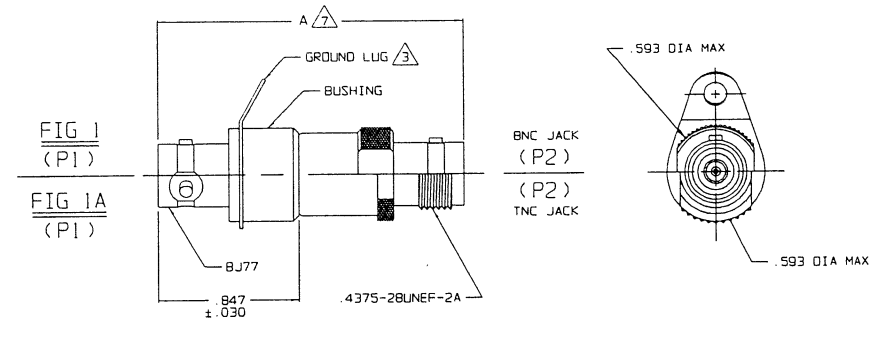 A 7
GROUND LUG 3
BUSHING
.593 DIA MAX
FIG 1
(P1)
BNC JACK
(P2)
FIG 1A
(P1)
(P2)
TNC JACK
BJ77
.593 DIA MAX
.847
±.030
.4375-28UNEF-2A